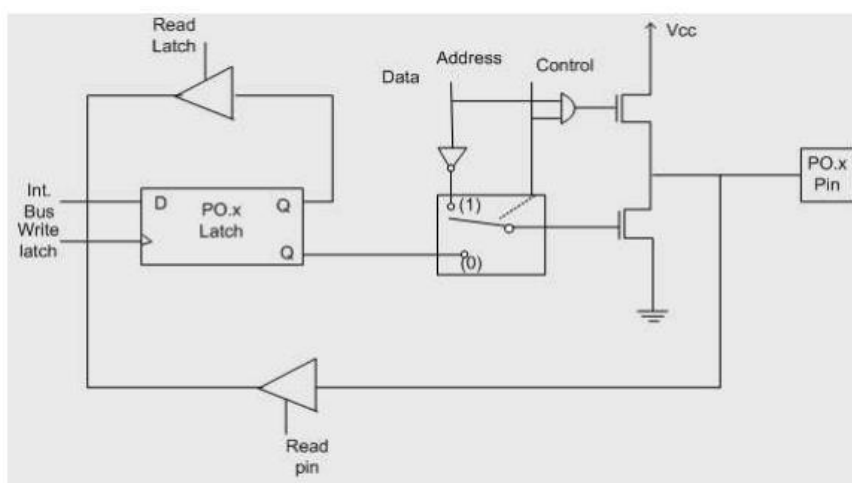 Read
Latch
Vcc
Address
Data
Control
PO.x
Pin
Int.
Bus
Write
latch
D
PO.x
Latch
Q
Q
(1)
(0)
Read
pin